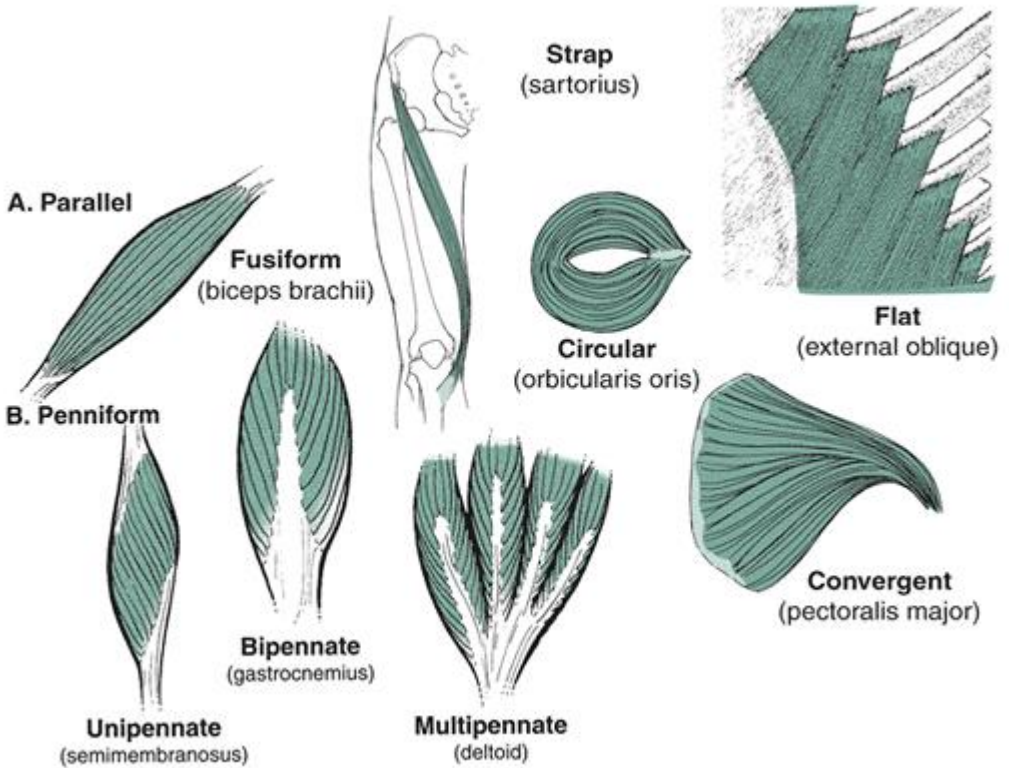 Strap
(sartorius)
A. Parallel
Fusiform
(biceps brachii)
Circular
(orbicularis oris)
Flat
(external oblique)
B. Penniform
Unipennate
(semimembranosus)
Bipennate
(gastrocnemius)
Multipennate
(deltoid)
Convergent
(pectoralis major)